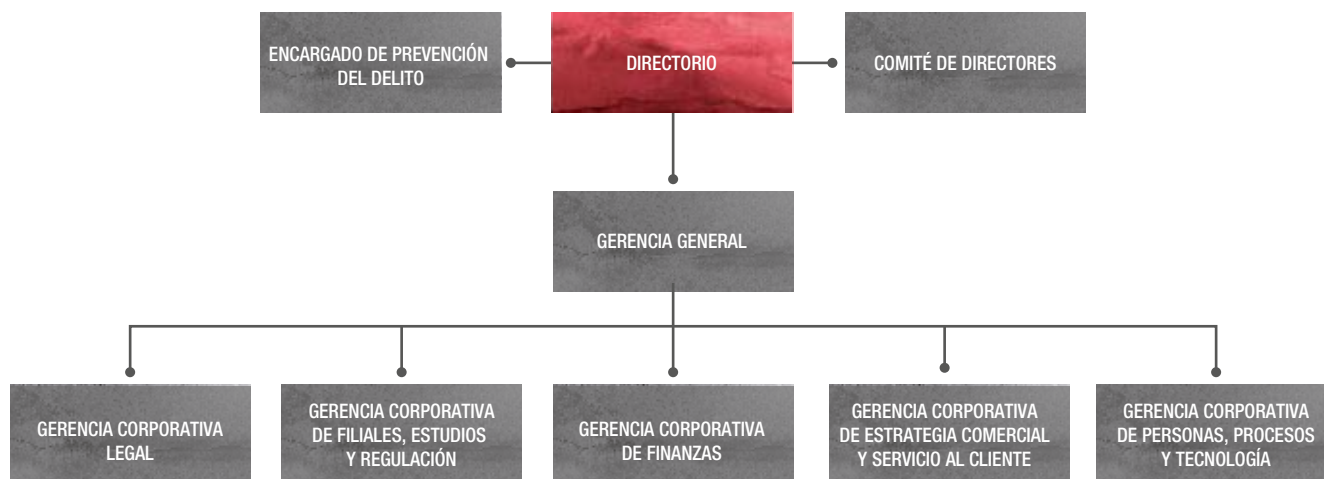 ENCARGADO DE PREVENCIÓN
DEL DELITO
DIRECTORIO
COMITÉ DE DIRECTORES
GERENCIA GENERAL
GERENCIA CORPORATIVA
LEGAL
GERENCIA CORPORATIVA
DE FILIALES, ESTUDIOS
Y REGULACIÓN
GERENCIA CORPORATIVA
DE FINANZAS
GERENCIA CORPORATIVA
DE ESTRATEGIA COMERCIAL
Y SERVICIO AL CLIENTE
GERENCIA CORPORATIVA
DE PERSONAS, PROCESOS
Y TECNOLOGÍA